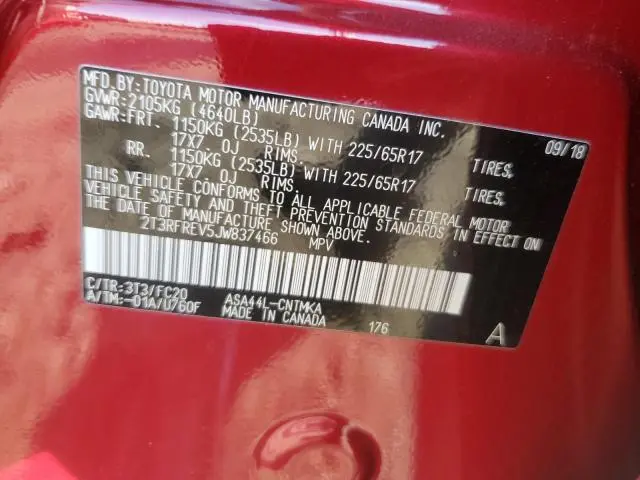 MFD. BY: TOYOTA MOTOR MANUFACTURING CANADA INC.
GVWR: 2105KG (4640LB) 09/18
GAWR: FRT. 1150KG (2535LB) WITH 225/65R17 TIRES,
17X7.0J RIMS.
RR. 1150KG (2535LB) WITH 225/65R17 TIRES,
17X7.0J RIMS.
THIS VEHICLE CONFORMS TO ALL APPLICABLE FEDERAL MOTOR
VEHICLE SAFETY AND THEFT PREVENTION STANDARDS IN EFFECT ON
THE DATE OF MANUFACTURE SHOWN ABOVE.
2T3RFREV5JW837466 MPV
C/TR: 3T3/FC20 ASA44L-CNTMKA
A/TM: -01A/U760F MADE IN CANADA 176 A